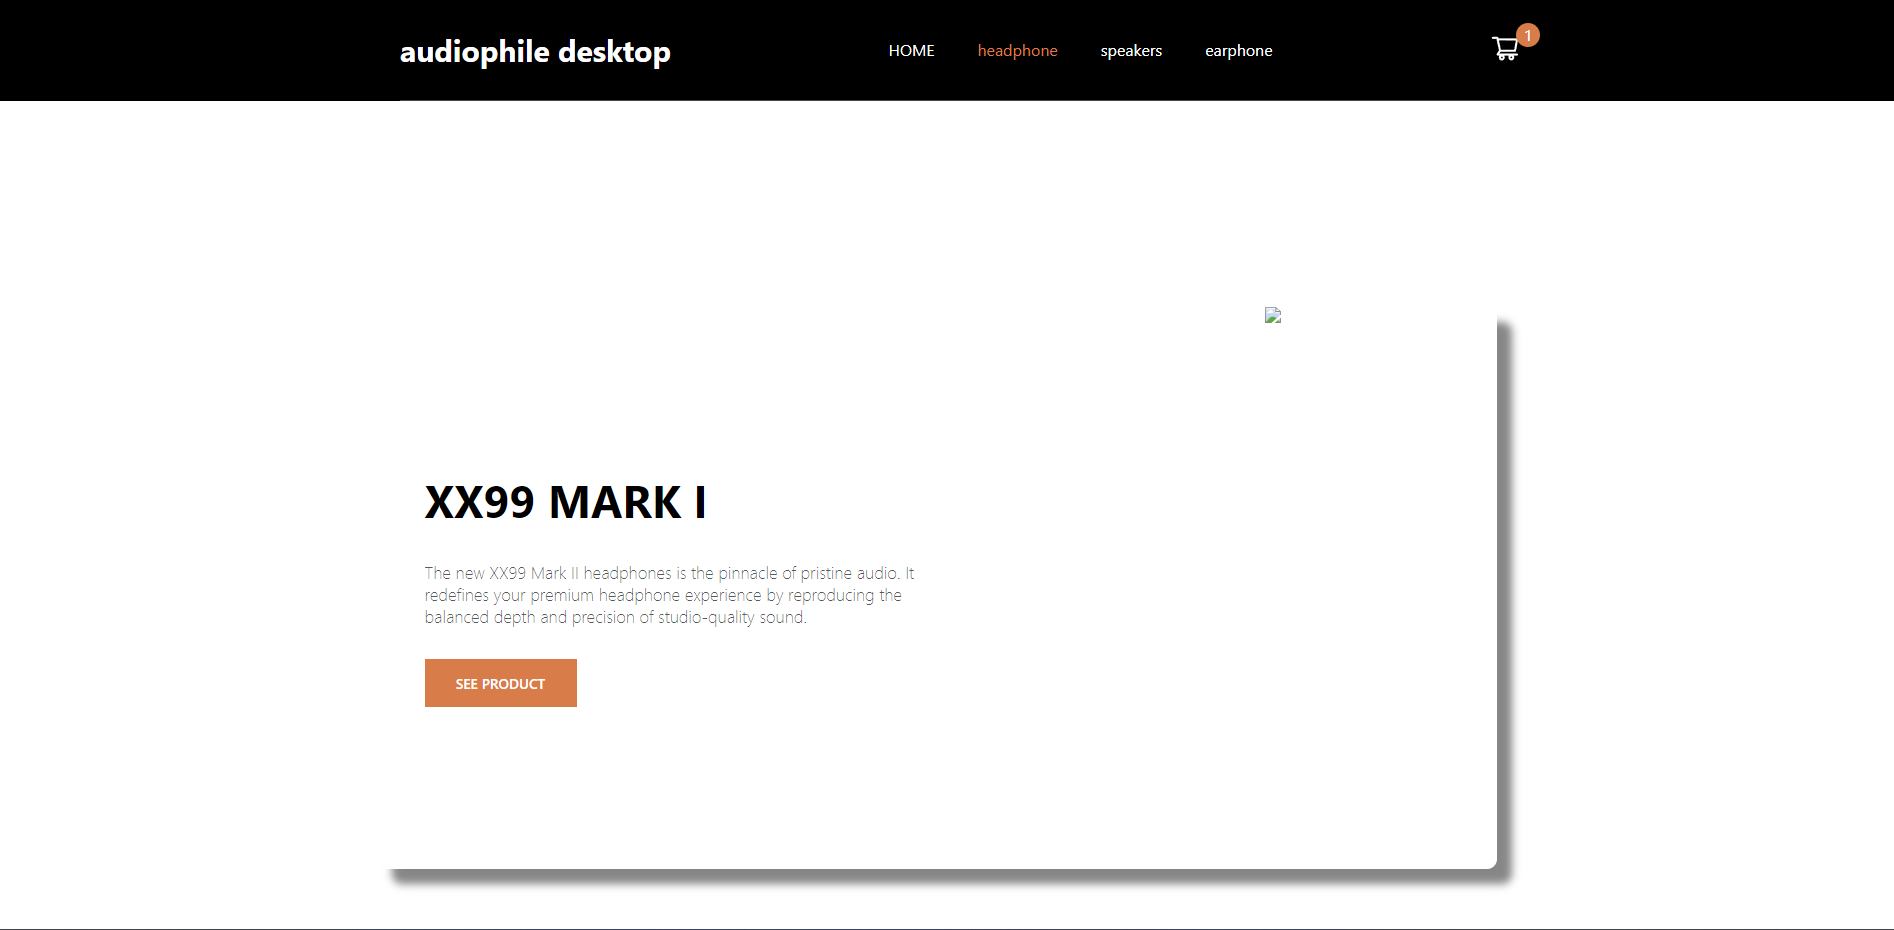 audiophile desktop
HOME headphone speakers earphone
1
XX99 MARK I
The new XX99 Mark II headphones is the pinnacle of pristine audio. It
redefines your premium headphone experience by reproducing the
balanced depth and precision of studio-quality sound.
SEE PRODUCT